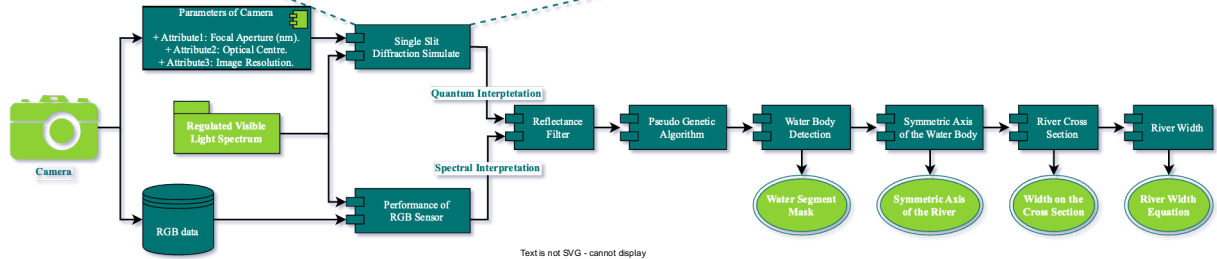 Parameters of Camera
+ Attribute1: Focal Aperture (nm).
+ Attribute2: Optical Centre.
+ Attribute3: Image Resolution.
Single Slit
Diffraction Simulate
Camera
Regulated Visible
Light Spectrum
RGB data
Performance of
RGB Sensor
Quantum Interptetation
Spectral Interpretation
Reflectance
Filter
Pseudo Genetic
Algorithm
Water Body
Detection
Symmetric Axis
of the Water Body
River Cross
Section
River Width
Water Segment
Mask
Symmetric Axis
of the River
Width on the
Cross Section
River Width
Equation
Text is not SVG - cannot display